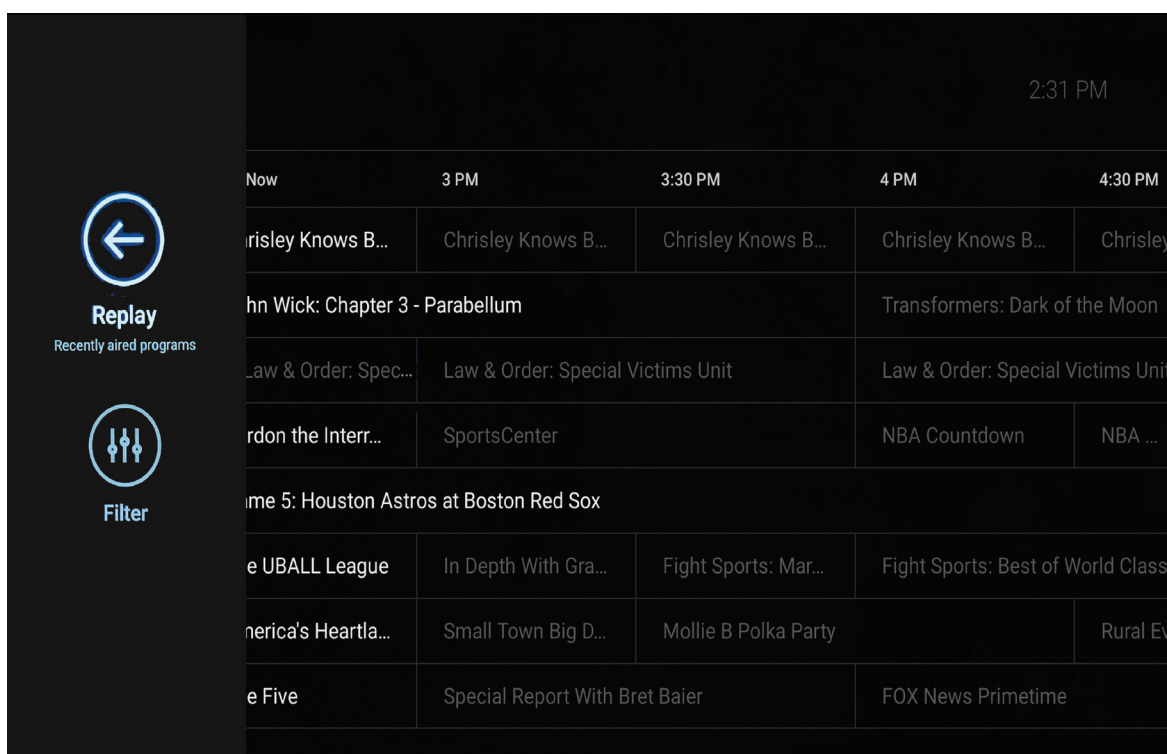 2:31 PM
Now 3 PM 3:30 PM 4 PM 4:30 PM
Replay
Recently aired programs
Filter
risley Knows B... Chrisley Knows B... Chrisley Knows B... Chrisley Knows B... Chrisley
hn Wick: Chapter 3 - Parabellum Transformers: Dark of the Moon
Law & Order: Spec... Law & Order: Special Victims Unit Law & Order: Special Victims Unit
rdon the Interr... SportsCenter NBA Countdown NBA ...
me 5: Houston Astros at Boston Red Sox
e UBALL League In Depth With Gra... Fight Sports: Mar... Fight Sports: Best of World Class
nerica's Heartla... Small Town Big D... Mollie B Polka Party Rural Ev
e Five Special Report With Bret Baier FOX News Primetime